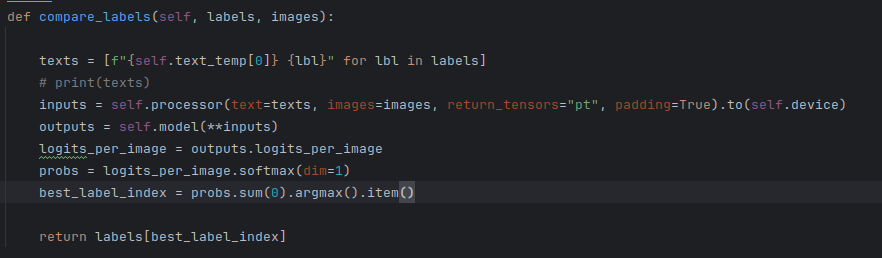 def compare_labels(self, labels, images):
texts = [f"{self.text_temp[0]} {lbl}" for lbl in labels]
# print(texts)
inputs = self.processor(text=texts, images=images, return_tensors="pt", padding=True).to(self.device)
outputs = self.model(**inputs)
logits_per_image = outputs.logits_per_image
probs = logits_per_image.softmax(dim=1)
best_label_index = probs.sum(0).argmax().item()
return labels[best_label_index]